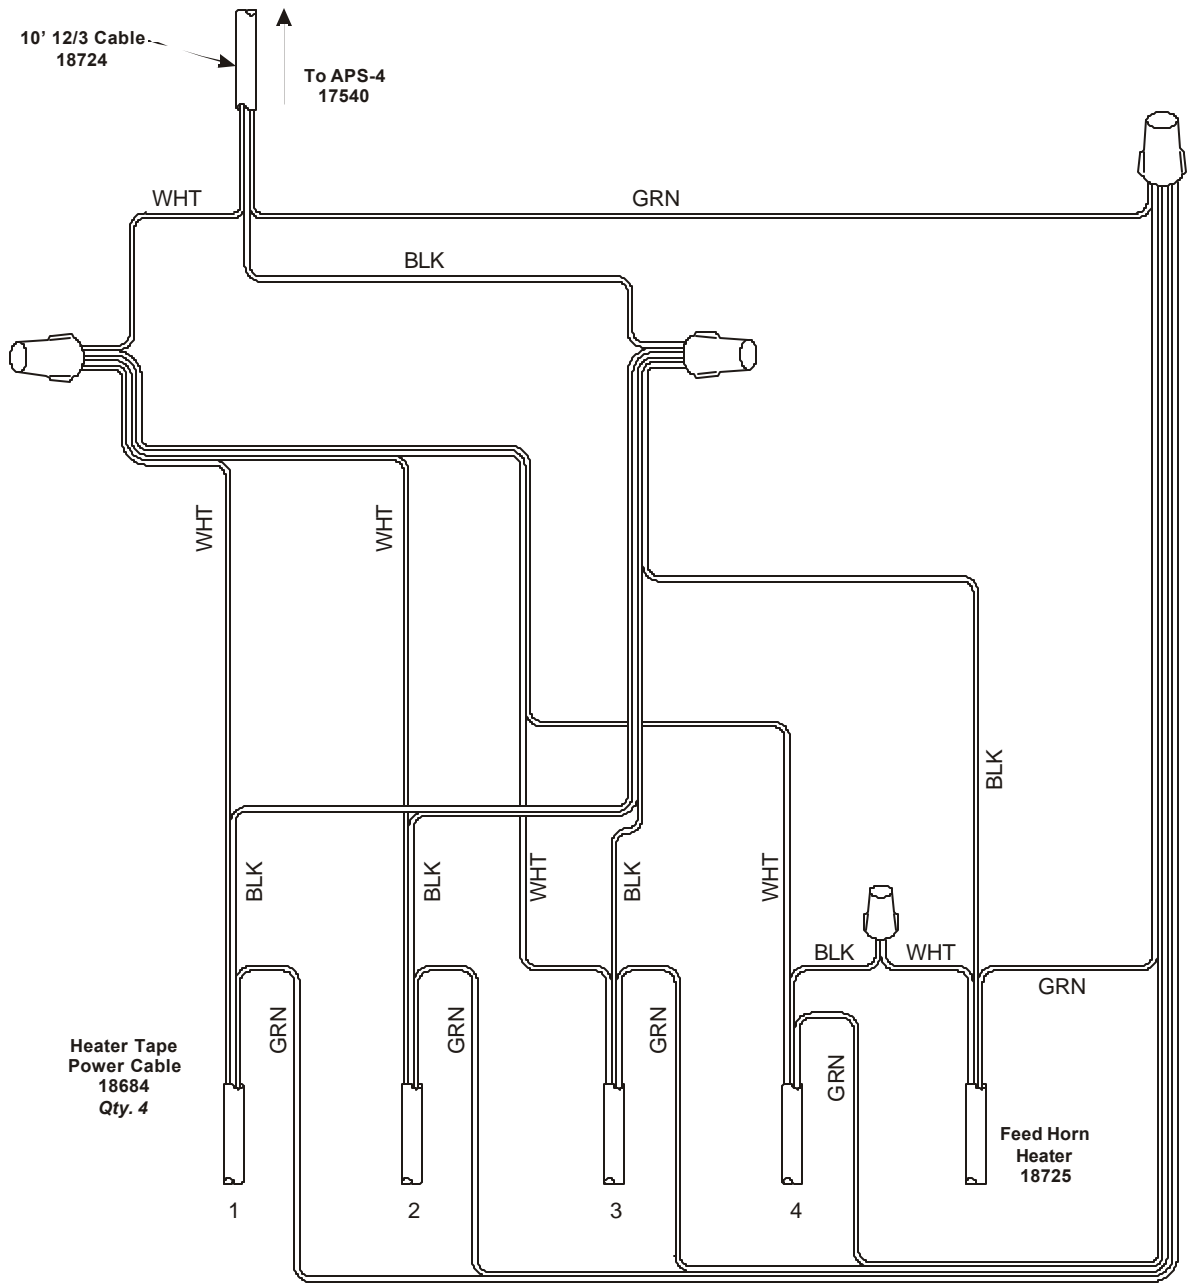 10’ 12/3 Cable
18724
To APS-4
17540
WHT
GRN
BLK
WHT
WHT
BLK
BLK
BLK
WHT
BLK
WHT
BLK
WHT
GRN
GRN
GRN
GRN
GRN
Heater Tape
Power Cable
18684
Qty. 4
Feed Horn
Heater
18725
1
2
3
4